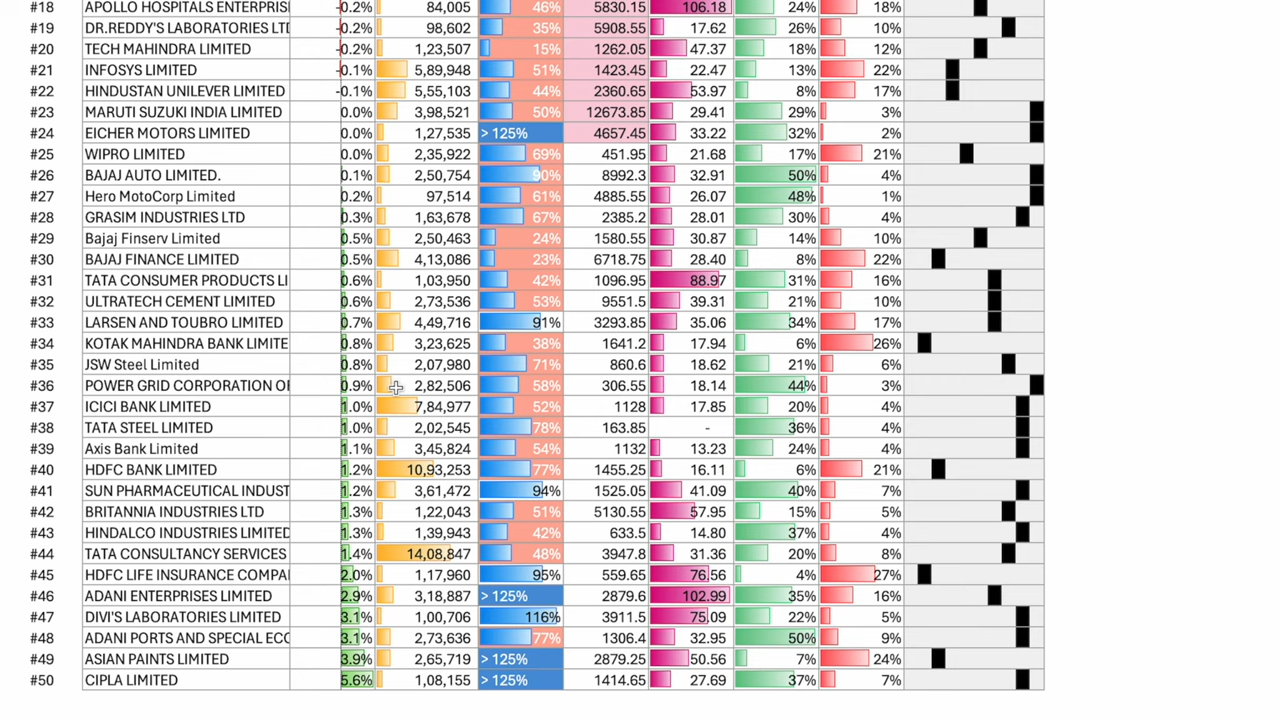 #18 APOLLO HOSPITALS ENTERPRIS -0.2% 84,005 46% 5830.15 106.18 24% 18%
#19 DR.REDDY'S LABORATORIES LTD -0.2% 98,602 35% 5908.55 17.62 26% 10%
#20 TECH MAHINDRA LIMITED -0.2% 1,23,507 15% 1262.05 47.37 18% 12%
#21 INFOSYS LIMITED -0.1% 5,89,948 51% 1423.45 22.47 13% 22%
#22 HINDUSTAN UNILEVER LIMITED -0.1% 5,55,103 44% 2360.65 53.97 8% 17%
#23 MARUTI SUZUKI INDIA LIMITED 0.0% 3,98,521 50% 12673.85 29.41 29% 3%
#24 EICHER MOTORS LIMITED 0.0% 1,27,535 > 125% 4657.45 33.22 32% 2%
#25 WIPRO LIMITED 0.0% 2,35,922 69% 451.95 21.68 17% 21%
#26 BAJAJ AUTO LIMITED. 0.1% 2,50,754 90% 8992.3 32.91 50% 4%
#27 Hero MotoCorp Limited 0.2% 97,514 61% 4885.55 26.07 48% 1%
#28 GRASIM INDUSTRIES LTD 0.3% 1,63,678 67% 2385.2 28.01 30% 4%
#29 Bajaj Finserv Limited 0.5% 2,50,463 24% 1580.55 30.87 14% 10%
#30 BAJAJ FINANCE LIMITED 0.5% 4,13,086 23% 6718.75 28.40 8% 22%
#31 TATA CONSUMER PRODUCTS LI 0.6% 1,03,950 42% 1096.95 88.97 31% 16%
#32 ULTRATECH CEMENT LIMITED 0.6% 2,73,536 53% 9551.5 39.31 21% 10%
#33 LARSEN AND TOUBRO LIMITED 0.7% 4,49,716 91% 3293.85 35.06 34% 17%
#34 KOTAK MAHINDRA BANK LIMITE 0.8% 3,23,625 38% 1641.2 17.94 6% 26%
#35 JSW Steel Limited 0.8% 2,07,980 71% 860.6 18.62 21% 6%
#36 POWER GRID CORPORATION OF 0.9% 2,82,506 58% 306.55 18.14 44% 3%
#37 ICICI BANK LIMITED 1.0% 7,84,977 52% 1128 17.85 20% 4%
#38 TATA STEEL LIMITED 1.0% 2,02,545 78% 163.85 - 36% 4%
#39 Axis Bank Limited 1.1% 3,45,824 54% 1132 13.23 24% 4%
#40 HDFC BANK LIMITED 1.2% 10,93,253 77% 1455.25 16.11 6% 21%
#41 SUN PHARMACEUTICAL INDUST 1.2% 3,61,472 94% 1525.05 41.09 40% 7%
#42 BRITANNIA INDUSTRIES LTD 1.3% 1,22,043 51% 5130.55 57.95 15% 5%
#43 HINDALCO INDUSTRIES LIMITED 1.3% 1,39,943 42% 633.5 14.80 37% 4%
#44 TATA CONSULTANCY SERVICES 1.4% 14,08,847 48% 3947.8 31.36 20% 8%
#45 HDFC LIFE INSURANCE COMPAI 2.0% 1,17,960 95% 559.65 76.56 4% 27%
#46 ADANI ENTERPRISES LIMITED 2.9% 3,18,887 > 125% 2879.6 102.99 35% 16%
#47 DIVI'S LABORATORIES LIMITED 3.1% 1,00,706 116% 3911.5 75.09 22% 5%
#48 ADANI PORTS AND SPECIAL ECC 3.1% 2,73,636 77% 1306.4 32.95 50% 9%
#49 ASIAN PAINTS LIMITED 3.9% 2,65,719 > 125% 2879.25 50.56 7% 24%
#50 CIPLA LIMITED 5.6% 1,08,155 > 125% 1414.65 27.69 37% 7%